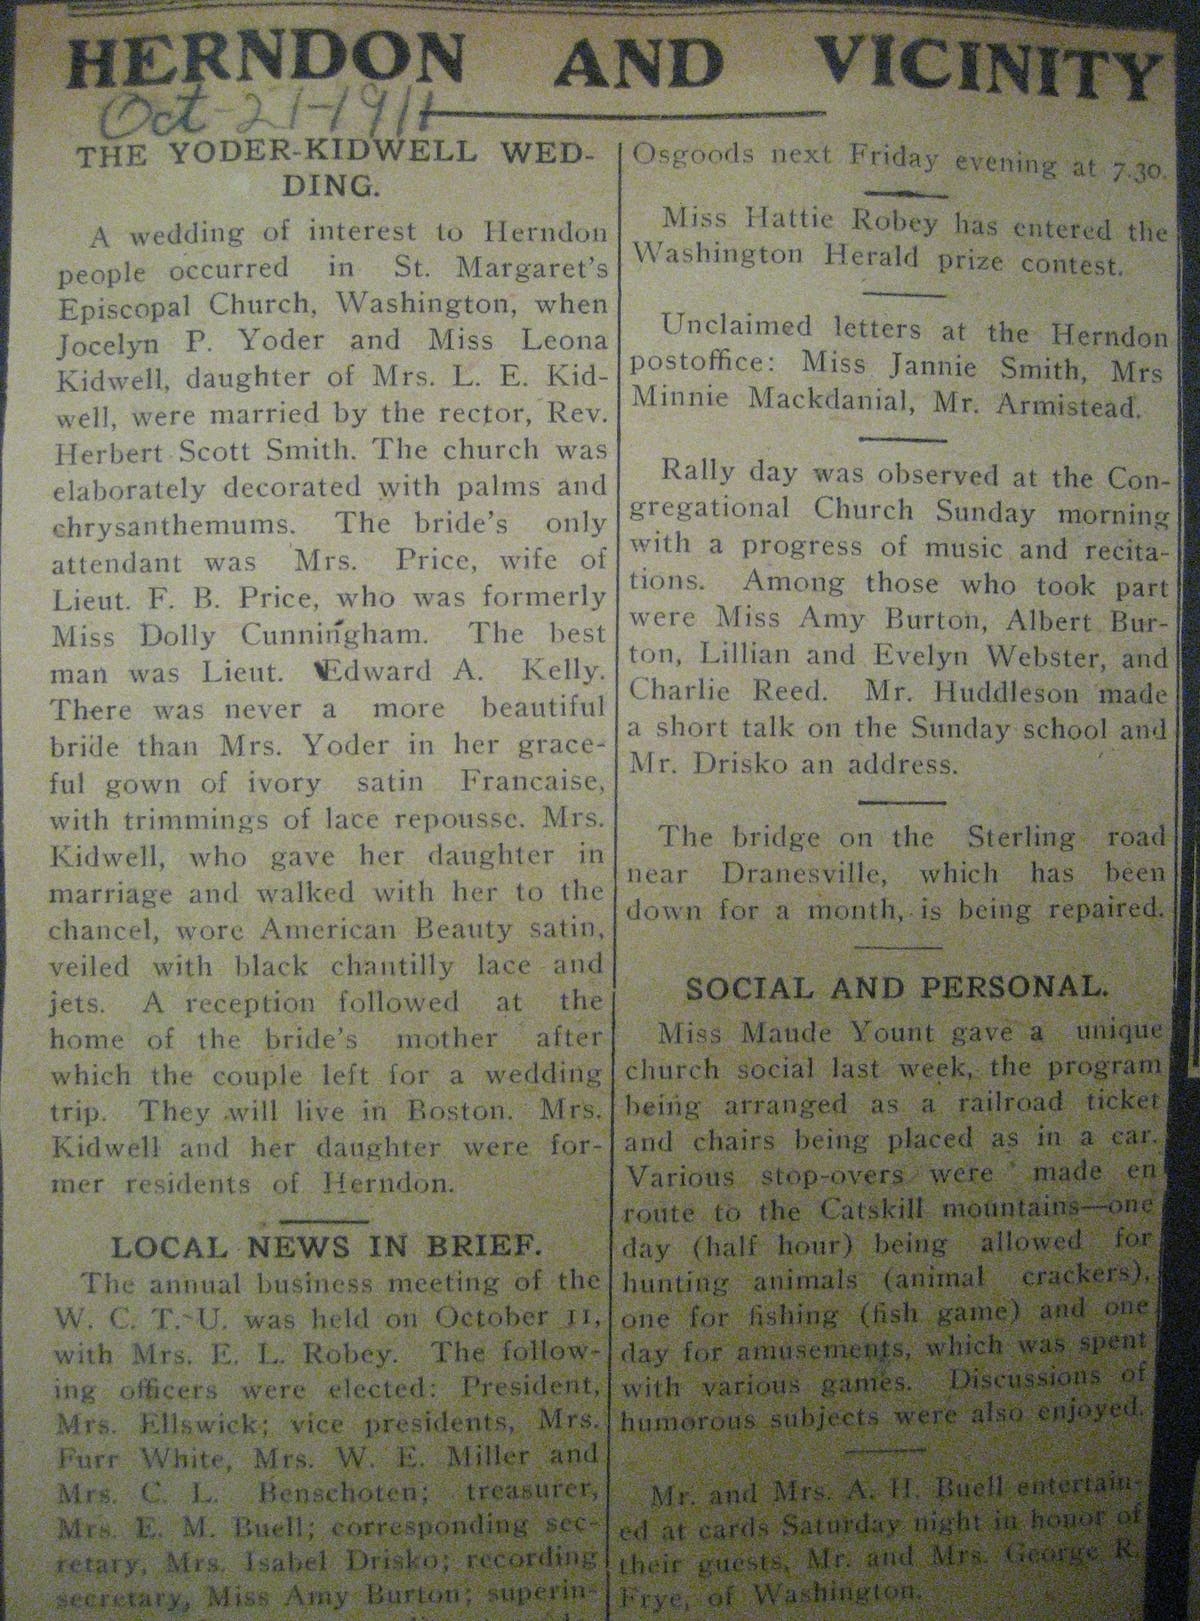 HERNDON AND VICINITY
Oct-21-1911
THE YODER-KIDWELL WED-
DING.
A wedding of interest to Herndon
people occurred in St. Margaret's
Episcopal Church, Washington, when
Jocelyn P. Yoder and Miss Leona
Kidwell, daughter of Mrs. L. E. Kid-
well, were married by the rector, Rev.
Herbert Scott Smith. The church was
elaborately decorated with palms and
chrysanthemums. The bride's only
attendant was Mrs. Price, wife of
Lieut. F. B. Price, who was formerly
Miss Dolly Cunningham. The best
man was Lieut. Edward A. Kelly.
There was never a more beautiful
bride than Mrs. Yoder in her grace-
ful gown of ivory satin Francaise,
with trimmings of lace repousse. Mrs.
Kidwell, who gave her daughter in
marriage and walked with her to the
chancel, wore American Beauty satin,
veiled with black chantilly lace and
jets. A reception followed at the
home of the bride's mother after
which the couple left for a wedding
trip. They will live in Boston. Mrs.
Kidwell and her daughter were for-
mer residents of Herndon.
LOCAL NEWS IN BRIEF.
The annual business meeting of the
W. C. T. U. was held on October 11,
with Mrs. E. L. Robey. The follow-
ing officers were elected: President,
Mrs. Ellswick; vice presidents, Mrs.
Furr White, Mrs. W. E. Miller and
Mrs. C. L. Benschoten; treasurer,
Mrs. E. M. Buell; corresponding sec-
retary, Mrs. Isabel Drisko; recording
secretary, Miss Amy Burton; superin-
Osgoods next Friday evening at 7.30.
Miss Hattie Robey has entered the
Washington Herald prize contest.
Unclaimed letters at the Herndon
postoffice: Miss Jannie Smith, Mrs
Minnie Mackdanial, Mr. Armistead.
Rally day was observed at the Con-
gregational Church Sunday morning
with a progress of music and recita-
tions. Among those who took part
were Miss Amy Burton, Albert Bur-
ton, Lillian and Evelyn Webster, and
Charlie Reed. Mr. Huddleson made
a short talk on the Sunday school and
Mr. Drisko an address.
The bridge on the Sterling road
near Dranesville, which has been
down for a month, is being repaired.
SOCIAL AND PERSONAL.
Miss Maude Yount gave a unique
church social last week, the program
being arranged as a railroad ticket
and chairs being placed as in a car.
Various stop-overs were made en
route to the Catskill mountains—one
day (half hour) being allowed for
hunting animals (animal crackers),
one for fishing (fish game) and one
day for amusements, which was spent
with various games. Discussions of
humorous subjects were also enjoyed.
Mr. and Mrs. A. H. Buell entertain-
ed at cards Saturday night in honor of
their guests, Mr. and Mrs. George R.
Frye, of Washington.